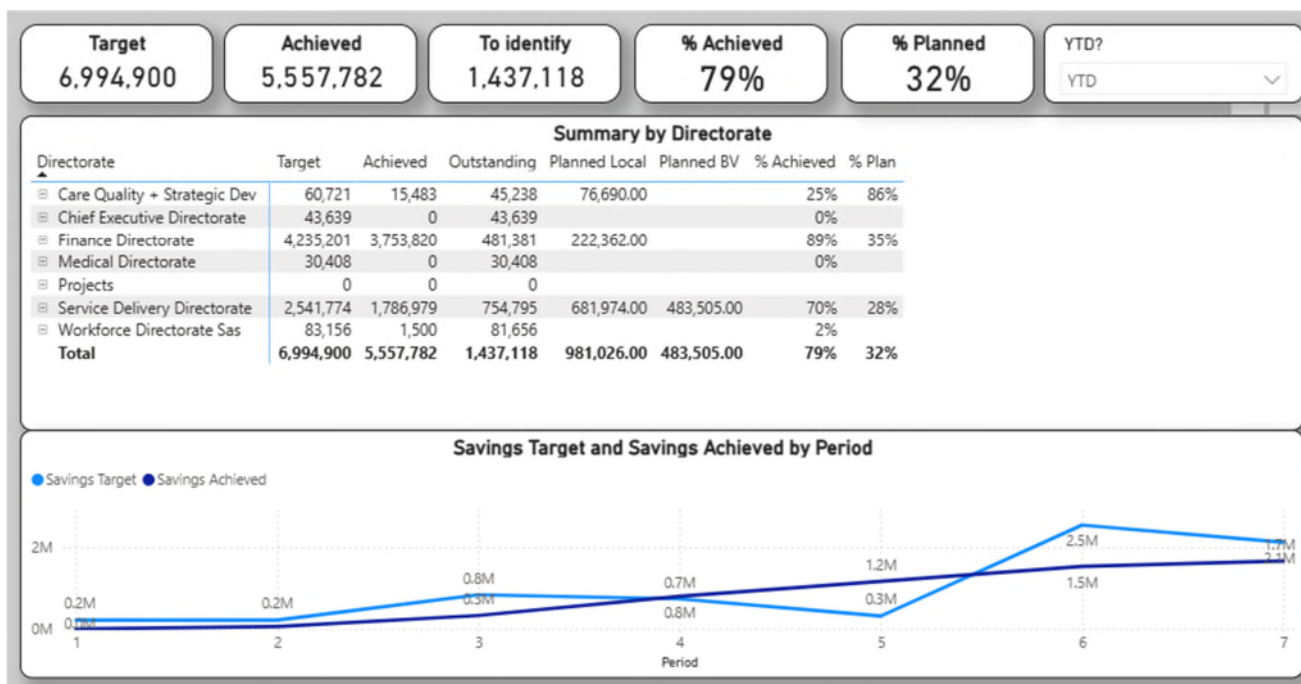 Target Achieved To identify % Achieved % Planned YTD?
6,994,900 5,557,782 1,437,118 79% 32% YTD
Summary by Directorate
Directorate Target Achieved Outstanding Planned Local Planned BV % Achieved % Plan
Care Quality + Strategic Dev 60,721 15,483 45,238 76,690.00 25% 86%
Chief Executive Directorate 43,639 0 43,639 0%
Finance Directorate 4,235,201 3,753,820 481,381 222,362.00 89% 35%
Medical Directorate 30,408 0 30,408 0%
Projects 0 0 0
Service Delivery Directorate 2,541,774 1,786,979 754,795 681,974.00 483,505.00 70% 28%
Workforce Directorate Sas 83,156 1,500 81,656 2%
Total 6,994,900 5,557,782 1,437,118 981,026.00 483,505.00 79% 32%
Savings Target and Savings Achieved by Period
Savings Target Savings Achieved
2M 2.5M 1.7M
2.1M
0.8M 0.7M 1.2M 1.5M
0.2M 0.2M 0.3M 0.8M 0.3M
0M 0.0M
1 2 3 4 5 6 7
Period